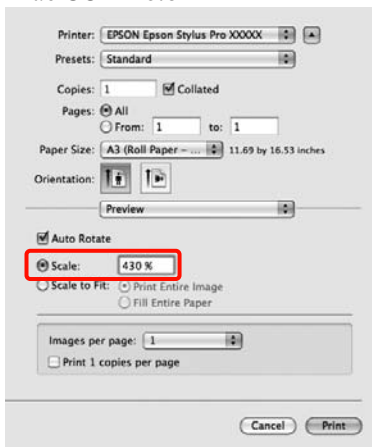 Printer: EPSON Epson Stylus Pro XXXXX
Presets: Standard
Copies: 1 Collated
Pages: All
From: 1 to: 1
Paper Size: A3 (Roll Paper - ... 11.69 by 16.53 inches
Orientation:
Preview
Auto Rotate
Scale: 430 %
Scale to Fit: Print Entire Image
Fill Entire Paper
Images per page: 1
Print 1 copies per page
Cancel Print